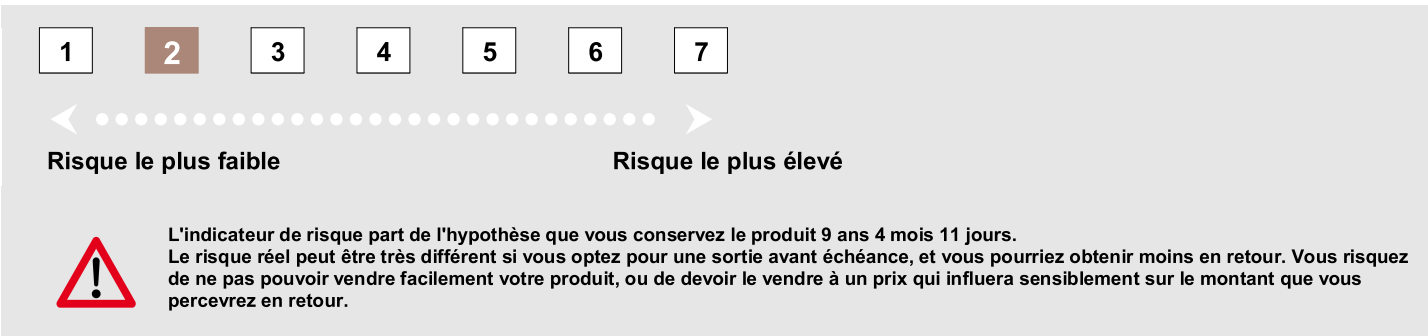 1 2 3 4 5 6 7
Risque le plus faible Risque le plus élevé
L'indicateur de risque part de l'hypothèse que vous conservez le produit 9 ans 4 mois 11 jours.
Le risque réel peut être très différent si vous optez pour une sortie avant échéance, et vous pourriez obtenir moins en retour. Vous risquez
de ne pas pouvoir vendre facilement votre produit, ou de devoir le vendre à un prix qui influera sensiblement sur le montant que vous
percevrez en retour.